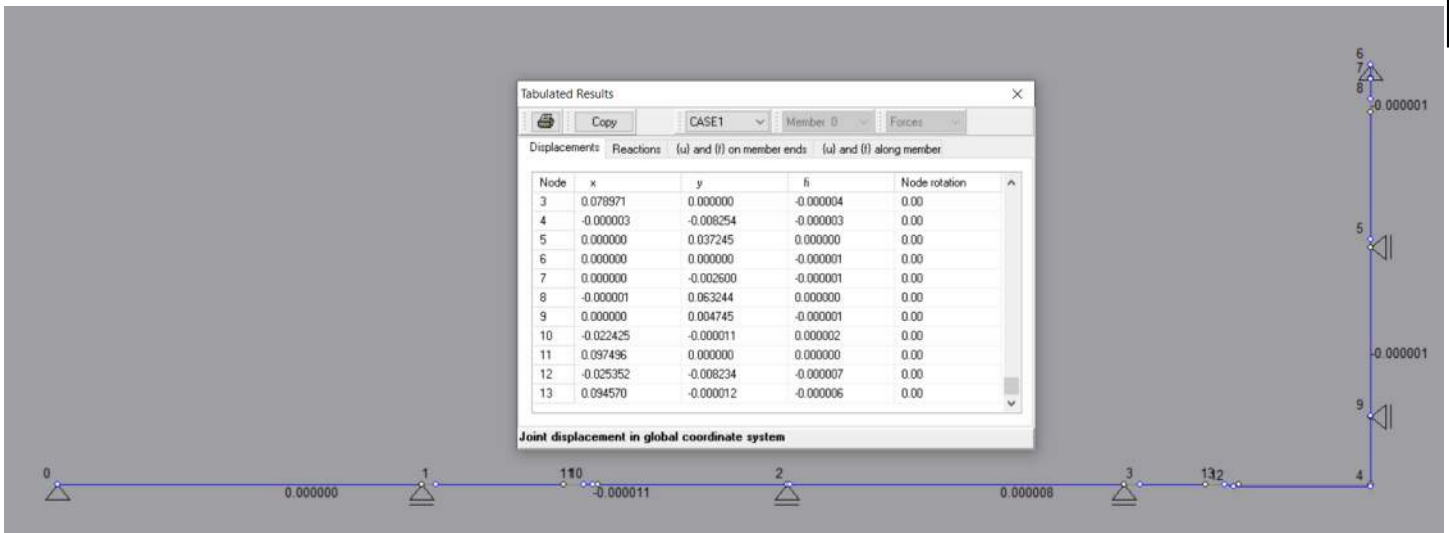 Tabulated Results
Copy CASE1 Member 0 Forces
Displacements Reactions {u} and {f} on member ends {u} and {f} along member
Node x y fi Node rotation
3 0.078971 0.000000 -0.000004 0.00
4 -0.000003 -0.008254 -0.000003 0.00
5 0.000000 0.037245 0.000000 0.00
6 0.000000 0.000000 -0.000001 0.00
7 0.000000 -0.002600 -0.000001 0.00
8 -0.000001 0.063244 0.000000 0.00
9 0.000000 0.004745 -0.000001 0.00
10 -0.022425 -0.000011 0.000002 0.00
11 0.097496 0.000000 0.000000 0.00
12 -0.025352 -0.008234 -0.000007 0.00
13 0.094570 -0.000012 -0.000006 0.00
Joint displacement in global coordinate system
6
7
8
-0.000001
5
-0.000001
9
0 1 1110 2 3 1312 4
0.000000 -0.000011 0.000008